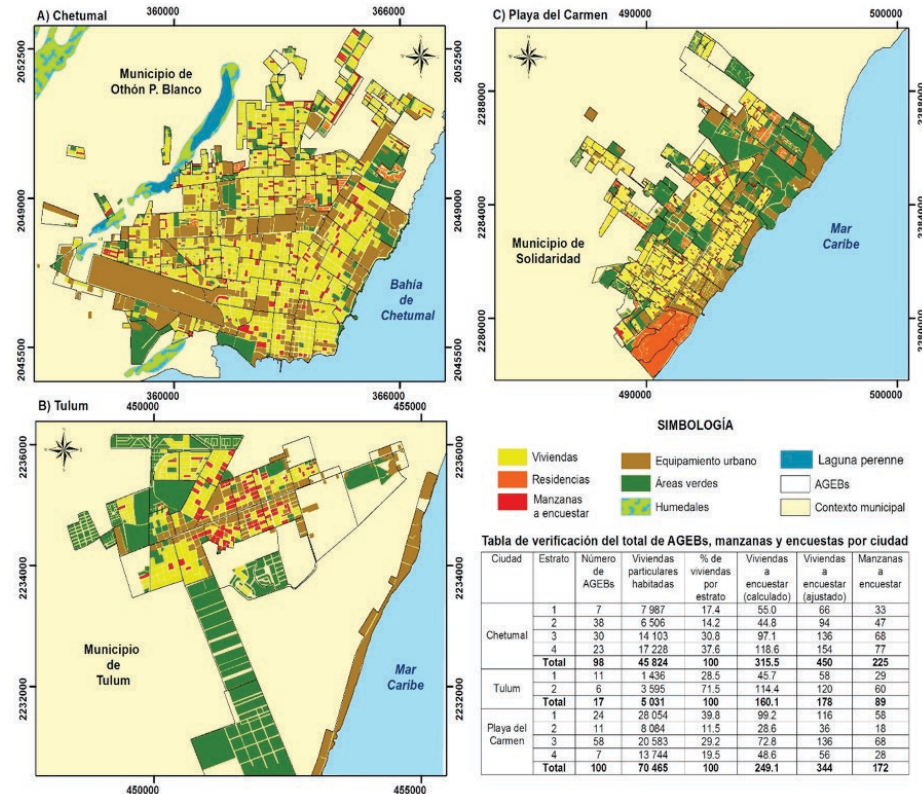 A) Chetumal
360000
366000
2052500
2049000
2045500
2052500
2049000
2045500
Municipio de
Othón P. Blanco
Bahía
de
Chetumal
360000
366000
B) Tulum
450000
455000
2236000
2234000
2232000
2236000
2234000
2232000
Municipio
de
Tulum
Mar
Caribe
450000
455000
C) Playa del Carmen
490000
500000
2288000
2284000
2280000
2288000
2284000
2280000
Municipio de
Solidaridad
Mar
Caribe
490000
500000
SIMBOLOGÍA
Viviendas
Residencias
Manzanas
a encuestar
Equipamiento urbano
Áreas verdes
Humedales
Laguna perenne
AGEBs
Contexto municipal
Tabla de verificación del total de AGEBs, manzanas y encuestas por ciudad
Ciudad Estrato Número de AGEBs Viviendas particulares habitadas % de viviendas por estrato Viviendas a encuestar (calculado) Viviendas a encuestar (ajustado) Manzanas a encuestar
Chetumal 1 7 7 987 17.4 55.0 66 33
2 38 6 506 14.2 44.8 94 47
3 30 14 103 30.8 97.1 136 68
4 23 17 228 37.6 118.6 154 77
Total 98 45 824 100 315.5 450 225
Tulum 1 11 1 436 28.5 45.7 58 29
2 6 3 595 71.5 114.4 120 60
Total 17 5 031 100 160.1 178 89
Playa del Carmen 1 24 28 054 39.8 99.2 116 58
2 11 8 084 11.5 28.6 36 18
3 58 20 583 29.2 72.8 136 68
4 7 13 744 19.5 48.6 56 28
Total 100 70 465 100 249.1 344 172